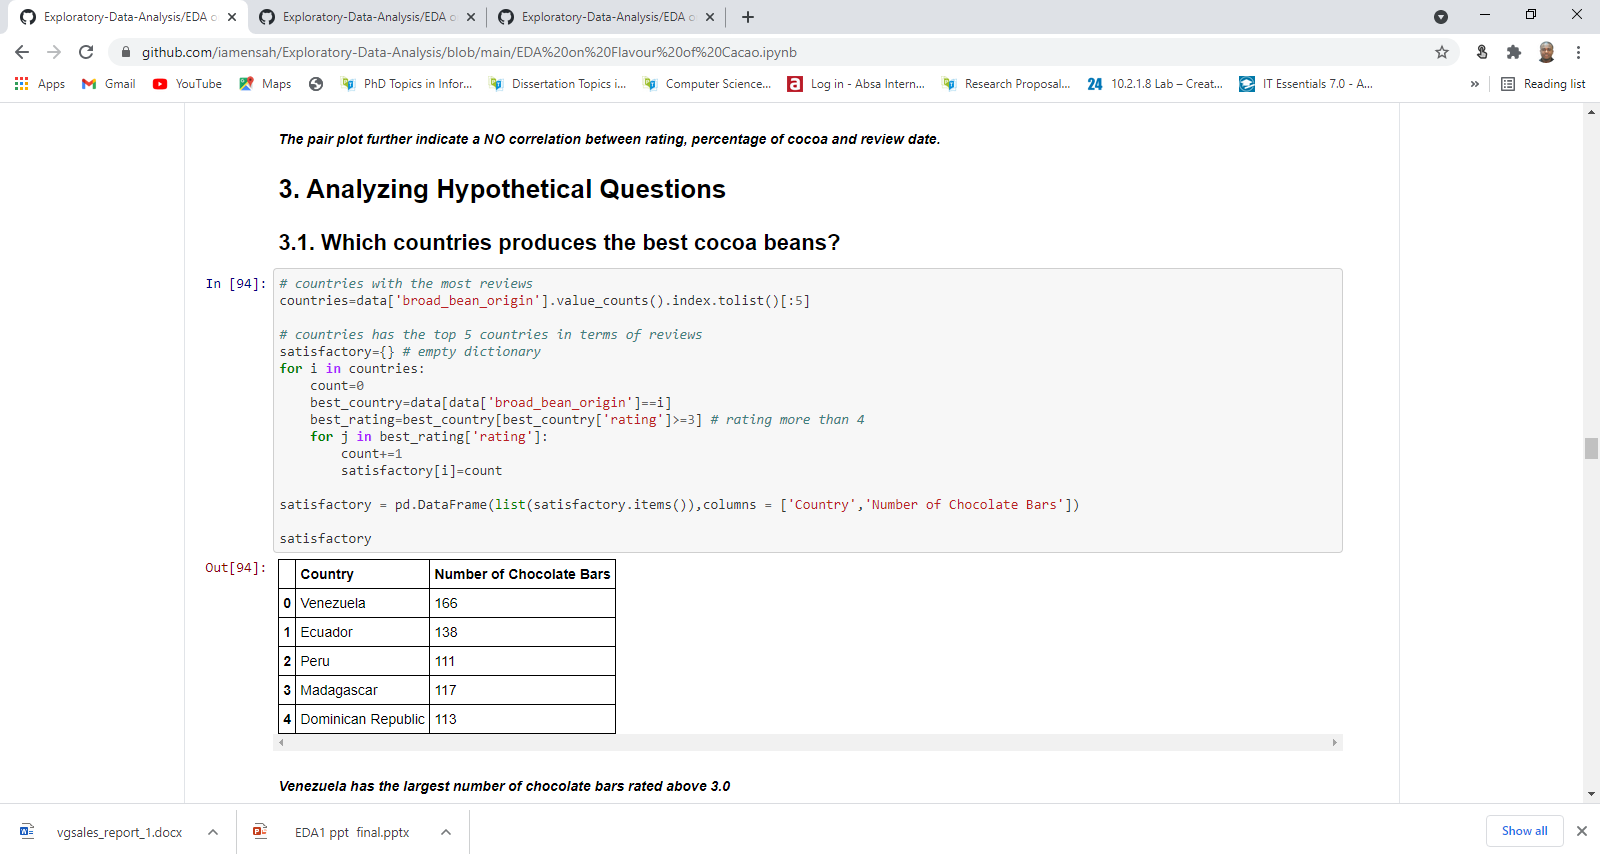 Exploratory-Data-Analysis/EDA o
Exploratory-Data-Analysis/EDA o
Exploratory-Data-Analysis/EDA o
github.com/iamensah/Exploratory-Data-Analysis/blob/main/EDA%20on%20Flavour%20of%20Cacao.ipynb
Apps Gmail YouTube Maps PhD Topics in Infor... Dissertation Topics i... Computer Science... a Log in - Absa Intern... Research Proposal... 24 10.2.1.8 Lab – Creat... IT Essentials 7.0 - A... » Reading list
The pair plot further indicate a NO correlation between rating, percentage of cocoa and review date.
3. Analyzing Hypothetical Questions
3.1. Which countries produces the best cocoa beans?
In [94]: # countries with the most reviews
countries=data['broad_bean_origin'].value_counts().index.tolist()[:5]
# countries has the top 5 countries in terms of reviews
satisfactory={} # empty dictionary
for i in countries:
count=0
best_country=data[data['broad_bean_origin']==i]
best_rating=best_country[best_country['rating']>=3] # rating more than 4
for j in best_rating['rating']:
count+=1
satisfactory[i]=count
satisfactory = pd.DataFrame(list(satisfactory.items()),columns = ['Country','Number of Chocolate Bars'])
satisfactory
Out[94]:
Country Number of Chocolate Bars
0 Venezuela 166
1 Ecuador 138
2 Peru 111
3 Madagascar 117
4 Dominican Republic 113
Venezuela has the largest number of chocolate bars rated above 3.0
vgsales_report_1.docx EDA1 ppt final.pptx Show all